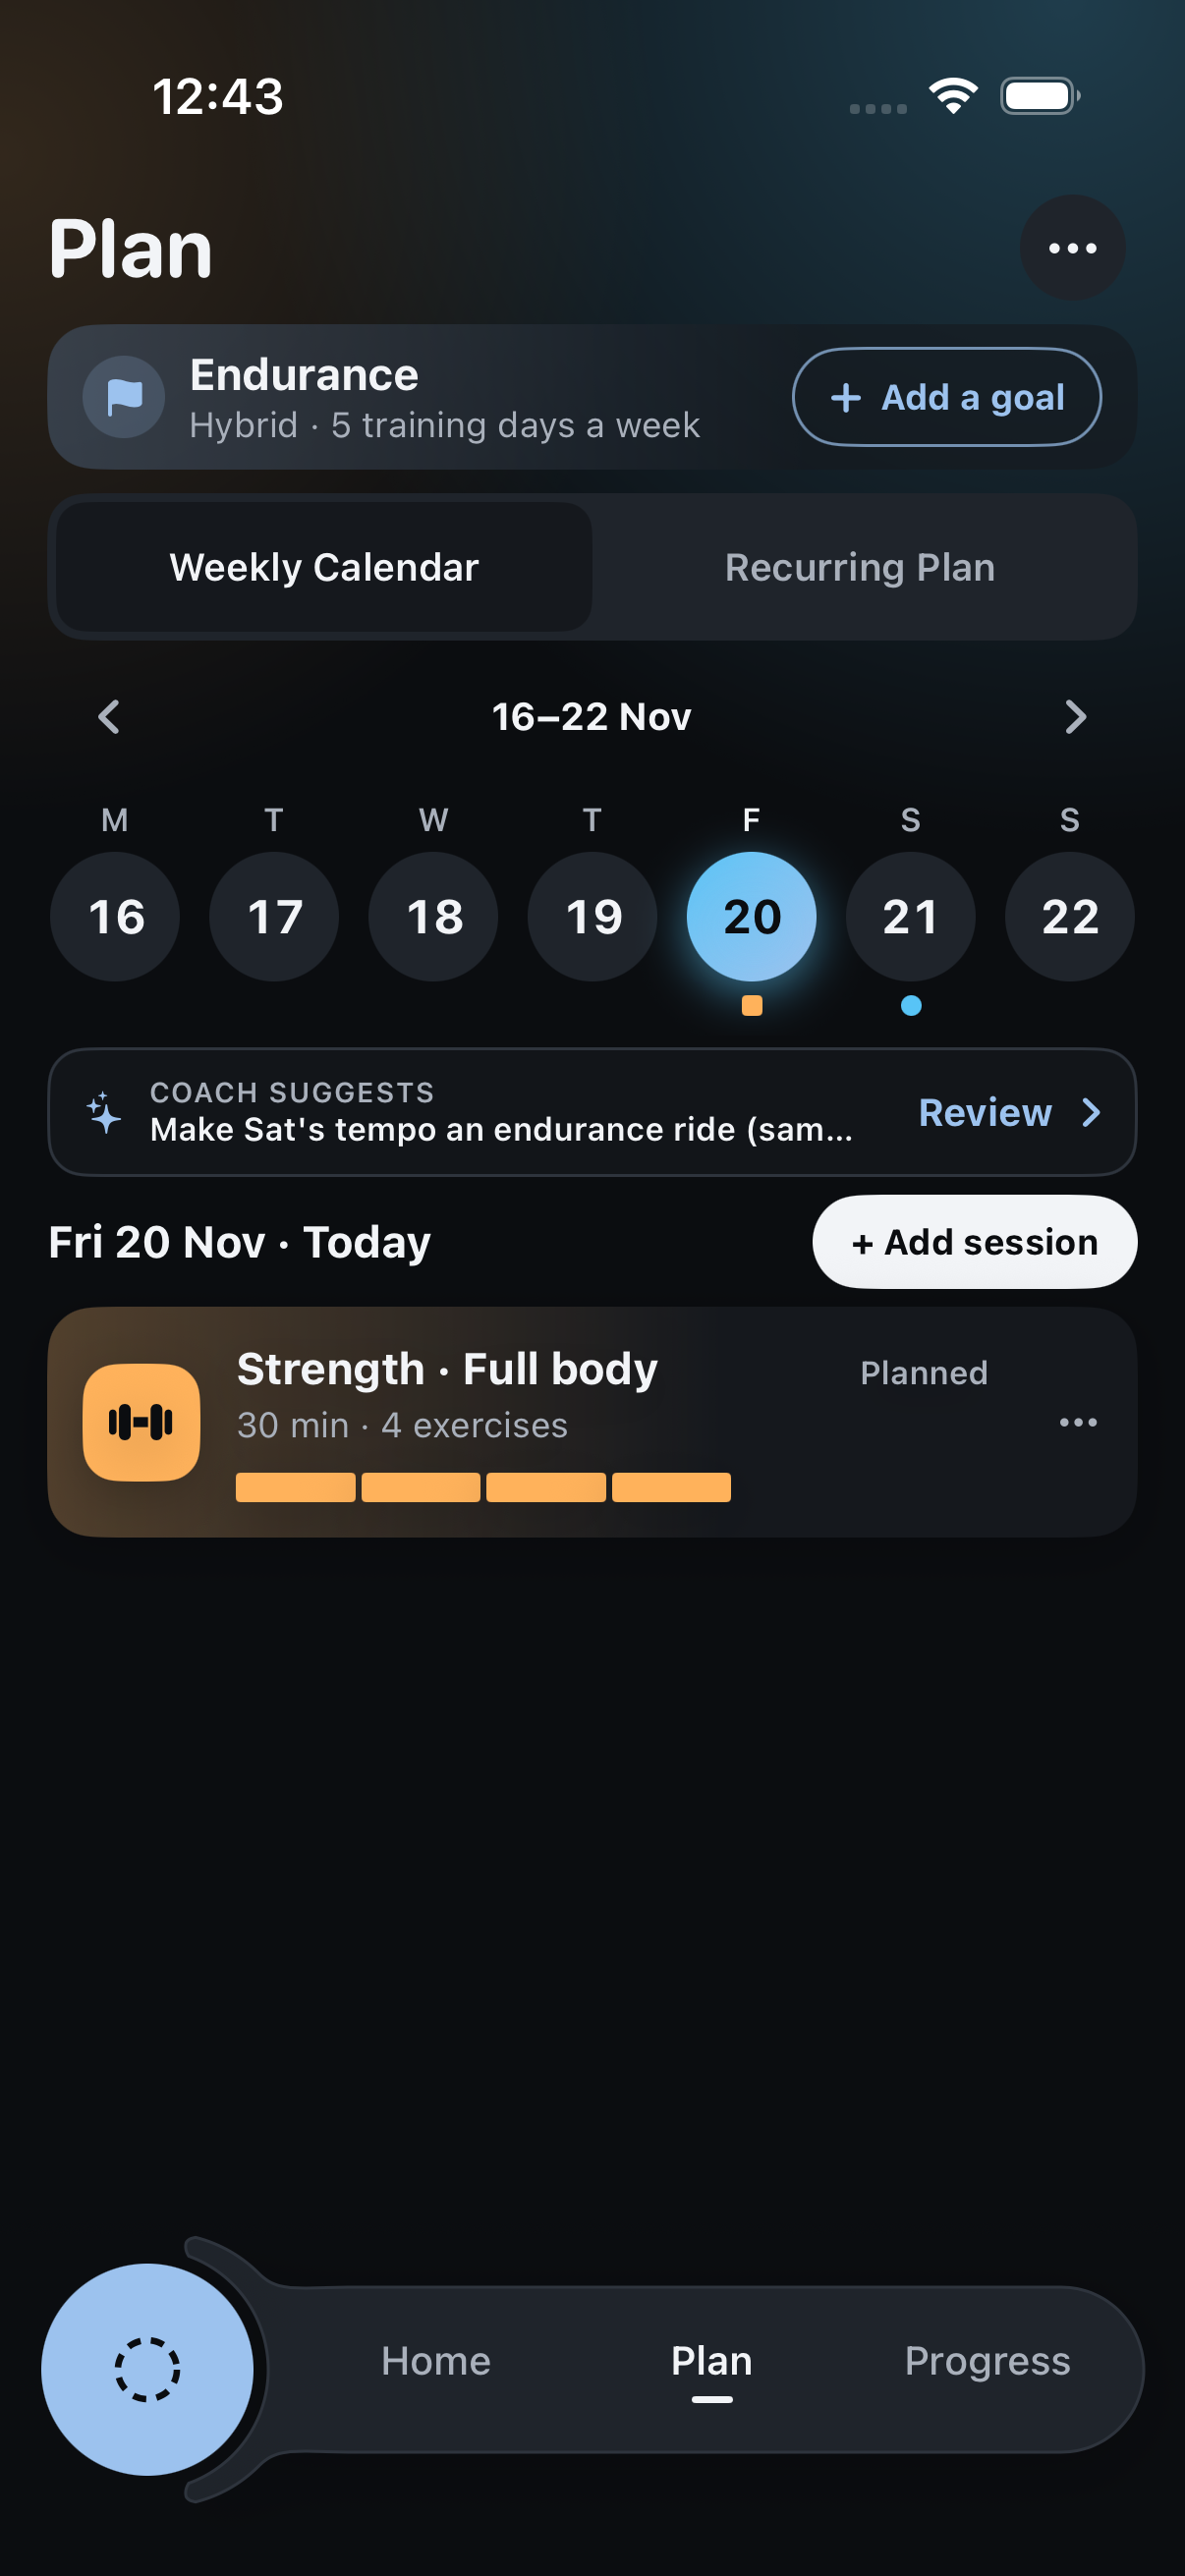 12:43
Plan
Endurance
Hybrid · 5 training days a week
+ Add a goal
Weekly Calendar
Recurring Plan
16–22 Nov
M T W T F S S
16 17 18 19 20 21 22
COACH SUGGESTS
Make Sat's tempo an endurance ride (sam...
Review
Fri 20 Nov · Today
+ Add session
Strength · Full body
Planned
30 min · 4 exercises
Home
Plan
Progress